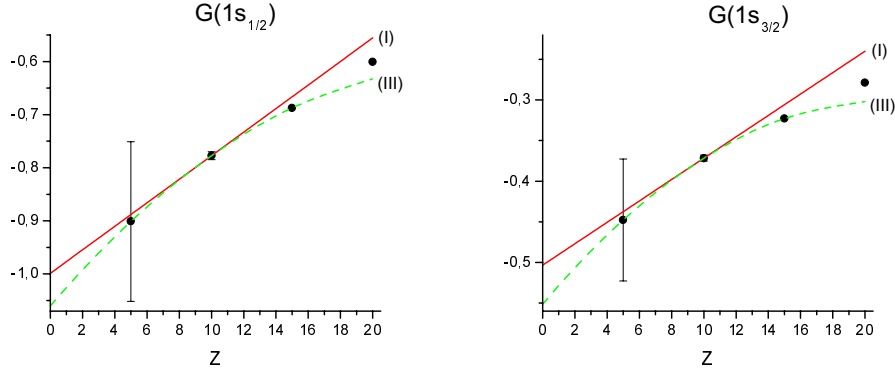 G(1s1/2)
(I)
(III)
-0,6
-0,7
-0,8
-0,9
-1,0
0 2 4 6 8 10 12 14 16 18 20
Z
G(1s3/2)
(I)
(III)
-0,3
-0,4
-0,5
0 2 4 6 8 10 12 14 16 18 20
Z